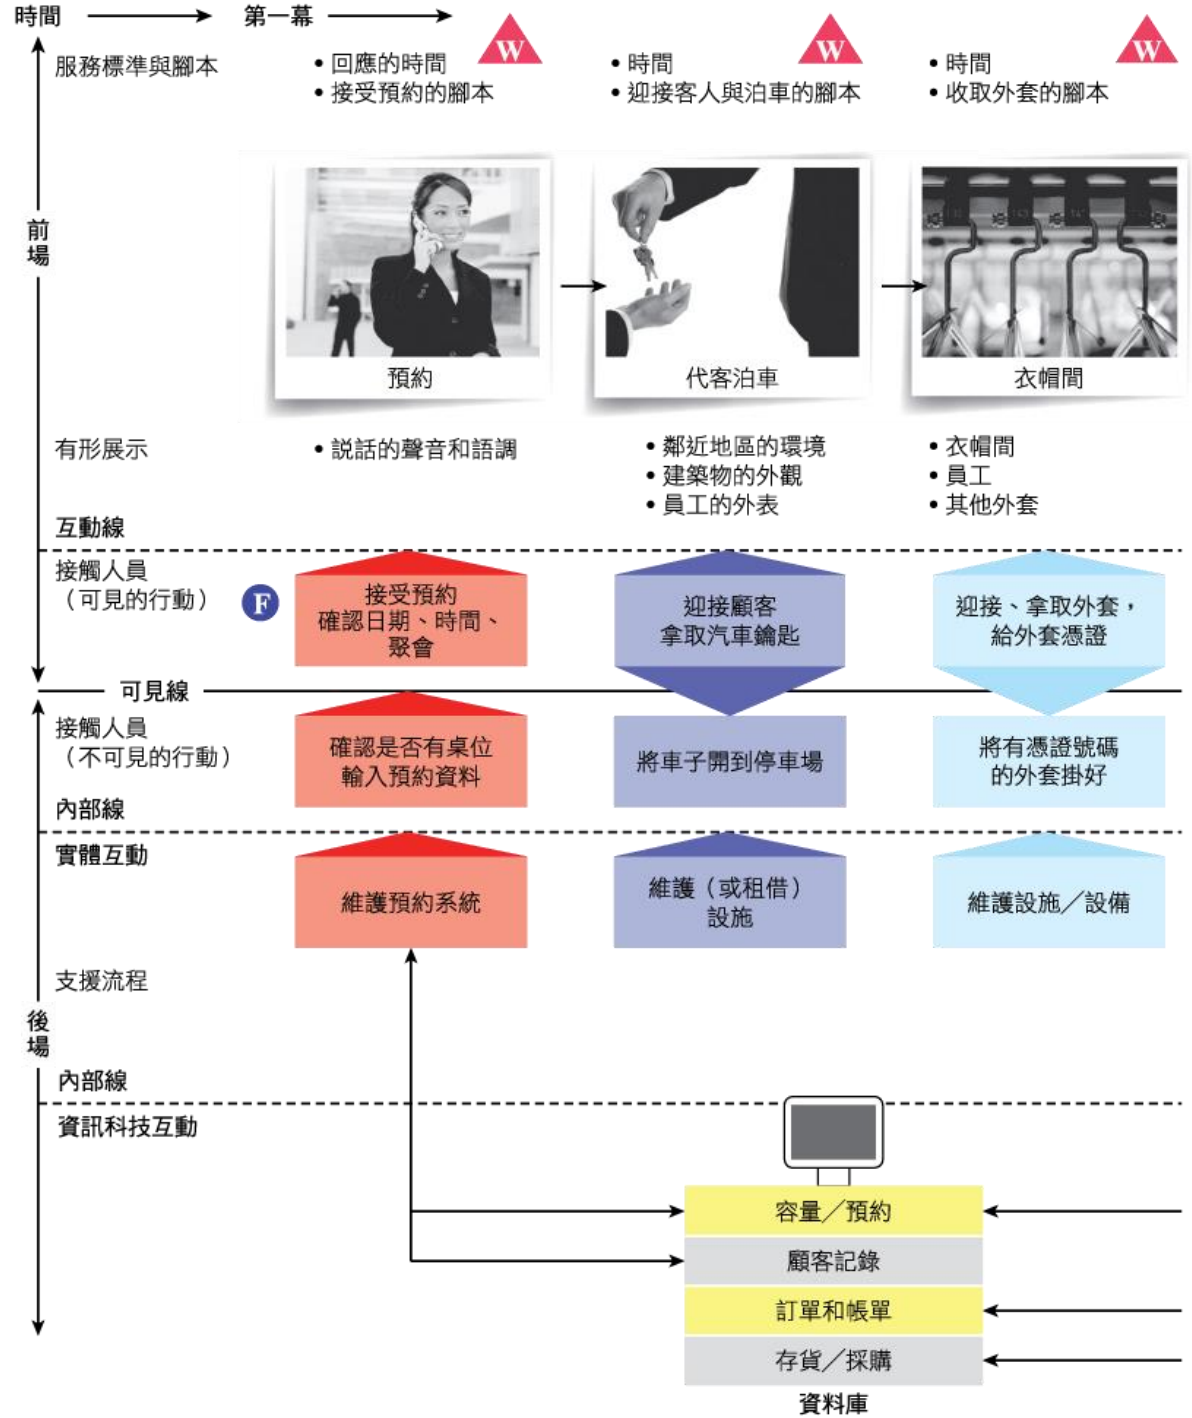 時間
第一幕
W
W
W
服務標準與腳本
• 回應的時間
• 接受預約的腳本
• 時間
• 迎接客人與泊車的腳本
• 時間
• 收取外套的腳本
前場
預約
代客泊車
衣帽間
有形展示
• 說話的聲音和語調
• 鄰近地區的環境
• 建築物的外觀
• 員工的外表
• 衣帽間
• 員工
• 其他外套
互動線
接觸人員
（可見的行動）
F
接受預約
確認日期、時間、
聚會
迎接顧客
拿取汽車鑰匙
迎接、拿取外套，
給外套憑證
可見線
接觸人員
（不可見的行動）
確認是否有桌位
輸入預約資料
將車子開到停車場
將有憑證號碼
的外套掛好
內部線
實體互動
維護預約系統
維護（或租借）
設施
維護設施／設備
支援流程
後場
內部線
資訊科技互動
容量／預約
顧客記錄
訂單和帳單
存貨／採購
資料庫